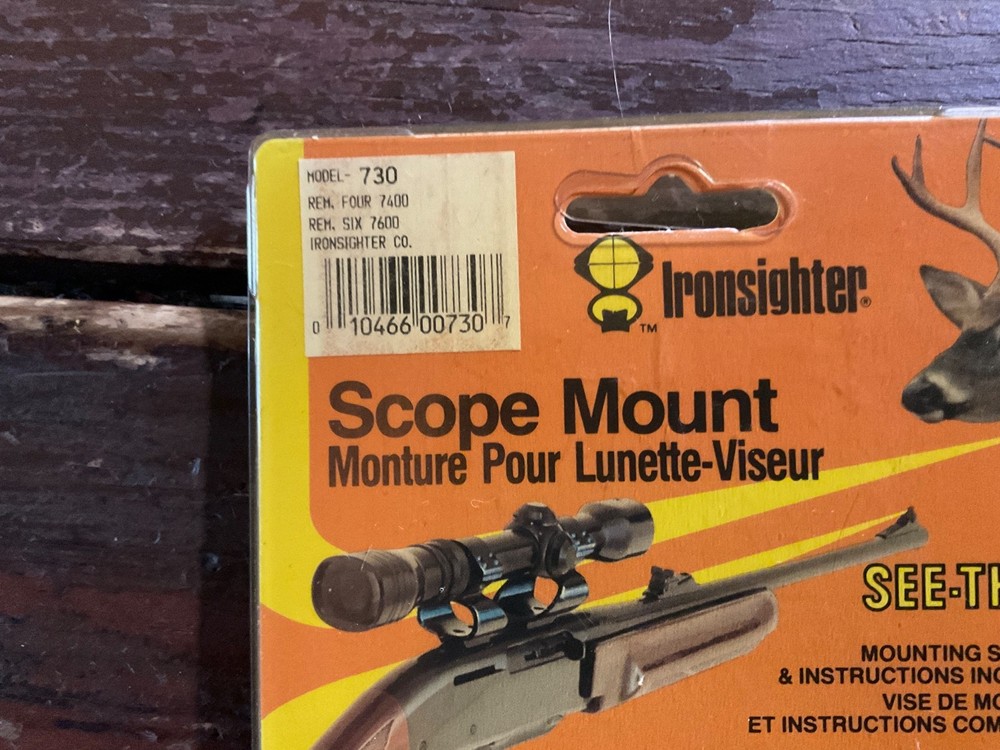 MODEL- 730
REM. FOUR 7400
REM. SIX 7600
IRONSIGHTER CO.
0 10466 00730 7
Ironsighter®
TM
Scope Mount
Monture Pour Lunette-Viseur
SEE-TH
MOUNTING S
& INSTRUCTIONS INC
VISE DE MO
ET INSTRUCTIONS COM